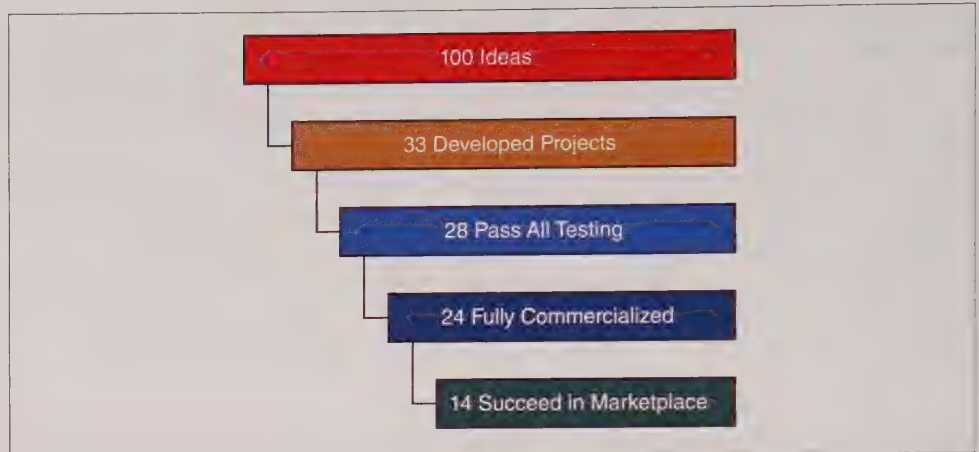 100 Ideas
33 Developed Projects
28 Pass All Testing
24 Fully Commercialized
14 Succeed in Marketplace